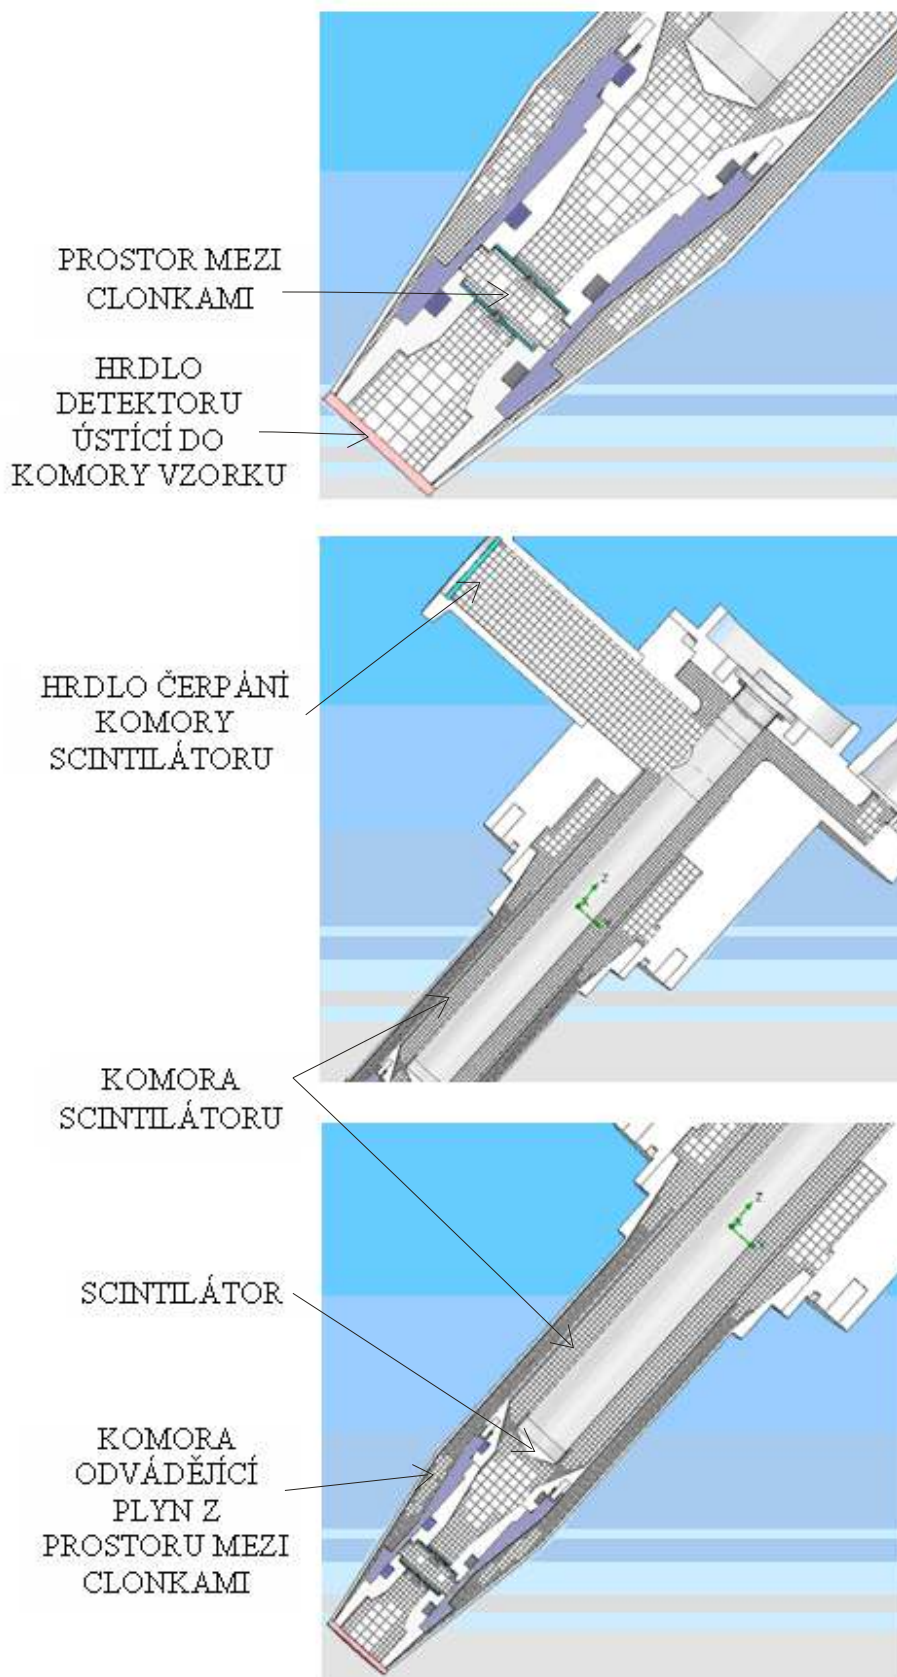 PROSTOR MEZI
CLONKAMI
HRDLO
DETEKTORU
ÚSTÍCÍ DO
KOMORY VZORKU
HRDLO ČERPÁNÍ
KOMORY
SCINTILÁTORU
Z
KOMORA
SCINTILÁTORU
Z
SCINTILÁTOR
KOMORA
ODVÁDĚJÍCÍ
PLYN Z
PROSTORU MEZI
CLONKAMI